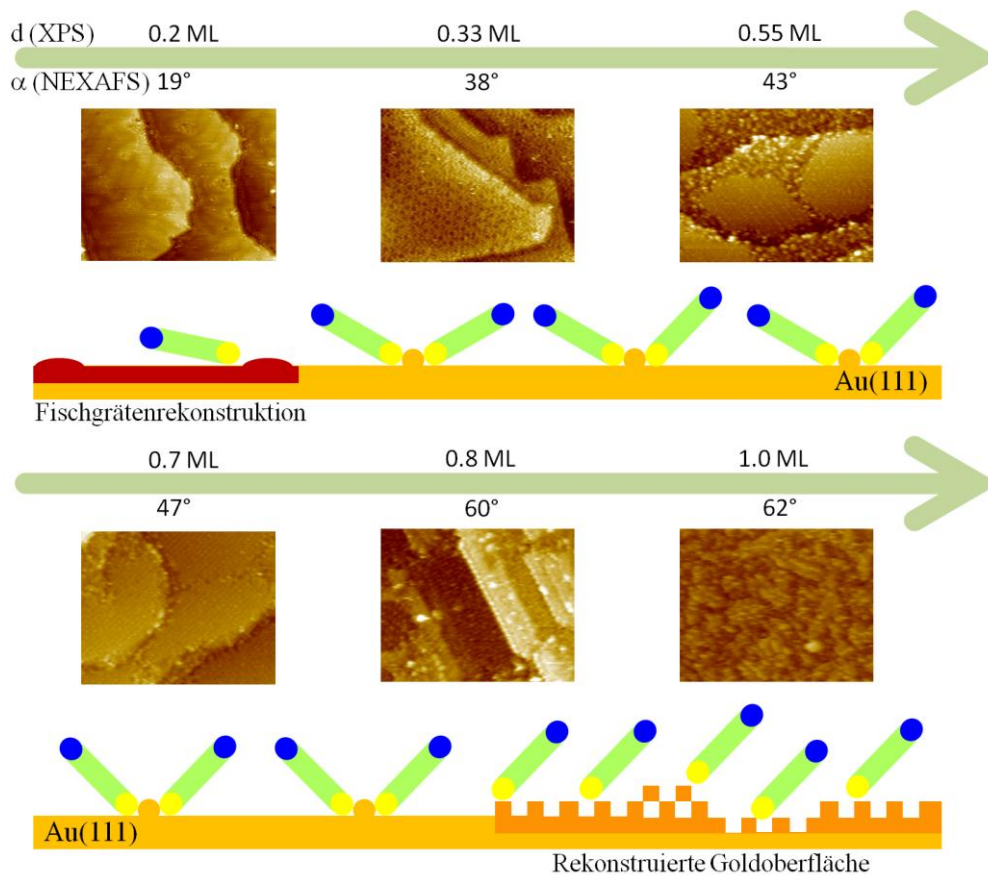 d (XPS) 0.2 ML 0.33 ML 0.55 ML
α (NEXAFS) 19° 38° 43°
Au(111)
Fischgrätenrekonstruktion
0.7 ML 0.8 ML 1.0 ML
47° 60° 62°
Au(111)
Rekonstruierte Goldoberfläche